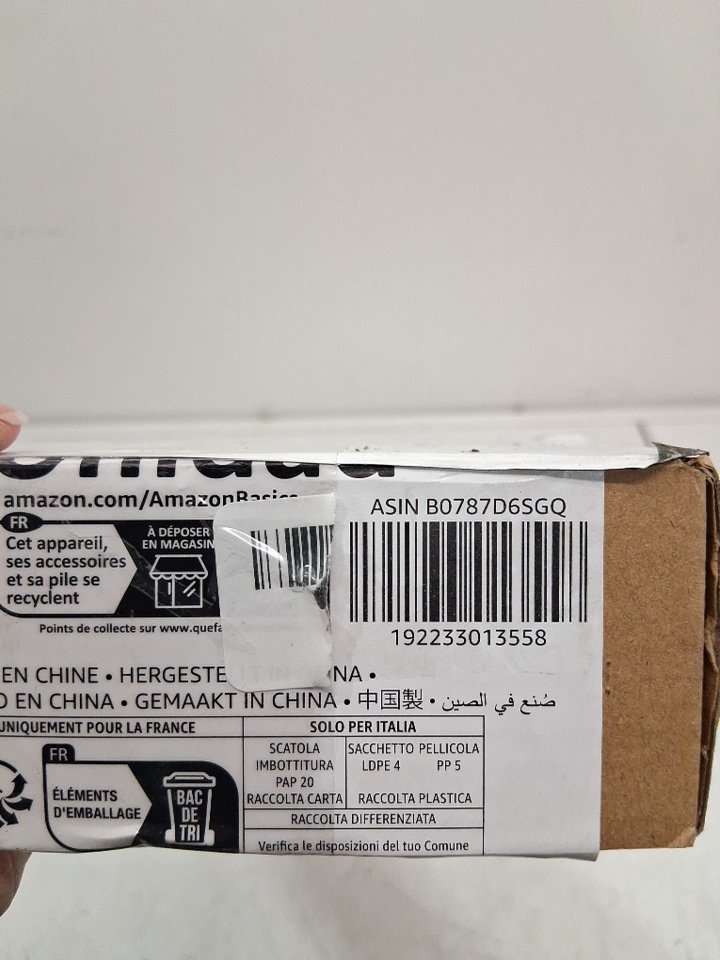 amazon.com/AmazonBasics
ASIN B0787D6SGQ
192233013558
FR
Cet appareil,
ses accessoires
et sa pile se
recyclent
À DÉPOSER
EN MAGASIN
Points de collecte sur www.quefa
EN CHINE • HERGESTELLT IN CHINA •
EN CHINA • GEMAAKT IN CHINA • 中国製 • صُنع في الصين
UNIQUEMENT POUR LA FRANCE
FR
ÉLÉMENTS
D'EMBALLAGE
BAC
DE
TRI
SOLO PER ITALIA
SCATOLA
IMBOTTITURA
PAP 20
RACCOLTA CARTA
SACCHETTO PELLICOLA
LDPE 4 PP 5
RACCOLTA PLASTICA
RACCOLTA DIFFERENZIATA
Verifica le disposizioni del tuo Comune